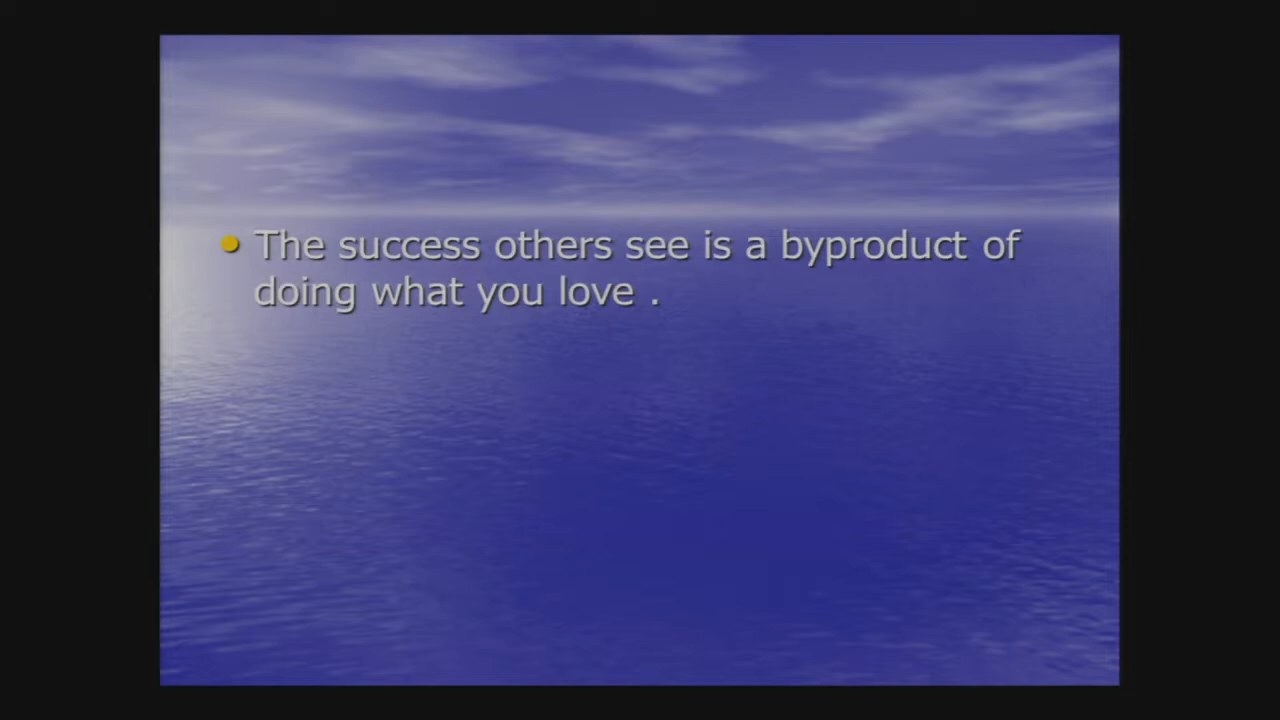 • The success others see is a byproduct of
doing what you love .